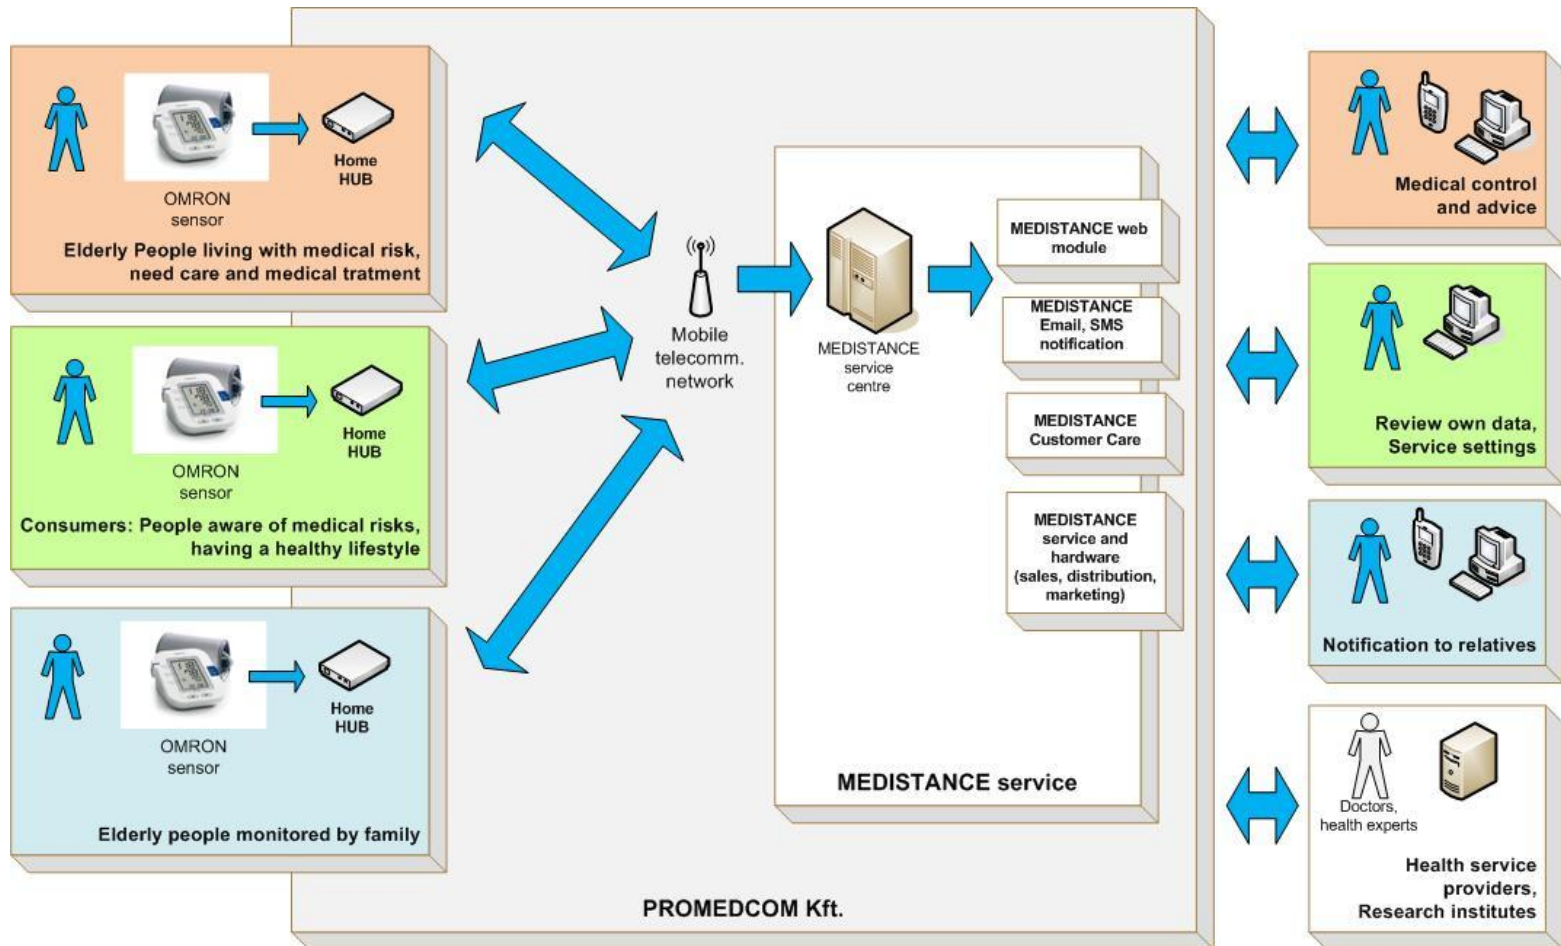 Home
HUB
OMRON
sensor
Elderly People living with medical risk,
need care and medical tratment
Home
HUB
OMRON
sensor
Consumers: People aware of medical risks,
having a healthy lifestyle
Home
HUB
OMRON
sensor
Elderly people monitored by family
Mobile
telecomm.
network
MEDISTANCE
service
centre
MEDISTANCE web
module
MEDISTANCE
Email, SMS
notification
MEDISTANCE
Customer Care
MEDISTANCE
service and
hardware
(sales, distribution,
marketing)
MEDISTANCE service
PROMEDCOM Kft.
Medical control
and advice
Review own data,
Service settings
Notification to relatives
Doctors,
health experts
Health service
providers,
Research institutes